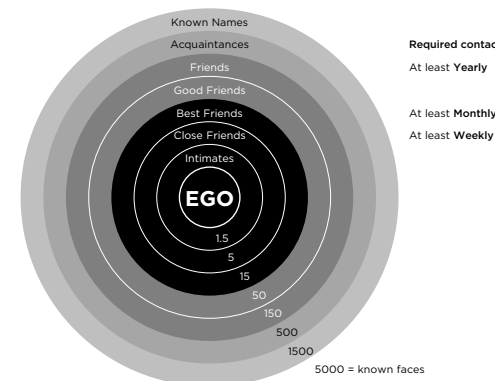 Known Names
Acquaintances
Required contac
Friends
At least Yearly
Good Friends
Best Friends
At least Monthly
Close Friends
At least Weekly
Intimates
EGO
1.5
5
15
50
150
500
1500
5000 = known faces